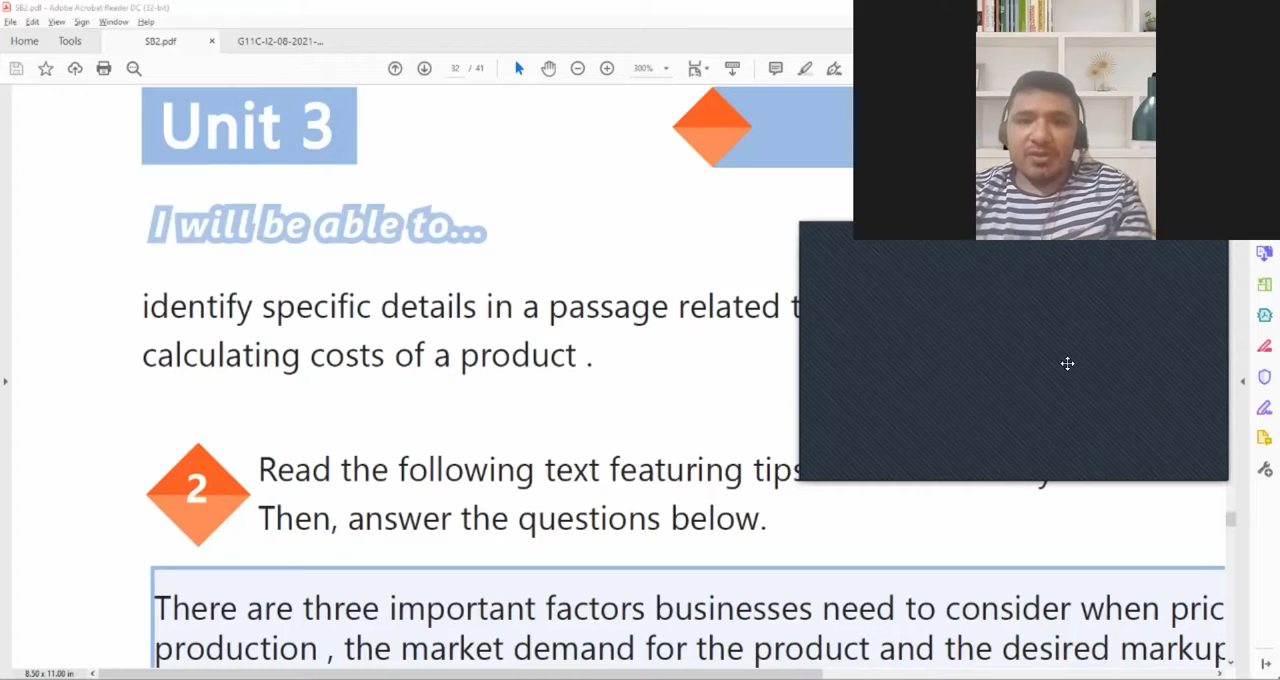 SB2.pdf - Adobe Acrobat Reader DC (32-bit)
File Edit View Sign Window Help
Home Tools SB2.pdf × G11C-I2-08-2021-...
32 / 41 300%
Unit 3
I will be able to...
identify specific details in a passage related t
calculating costs of a product .
2
Read the following text featuring tips
Then, answer the questions below.
There are three important factors businesses need to consider when pric
production , the market demand for the product and the desired markup
8.50 x 11.00 in